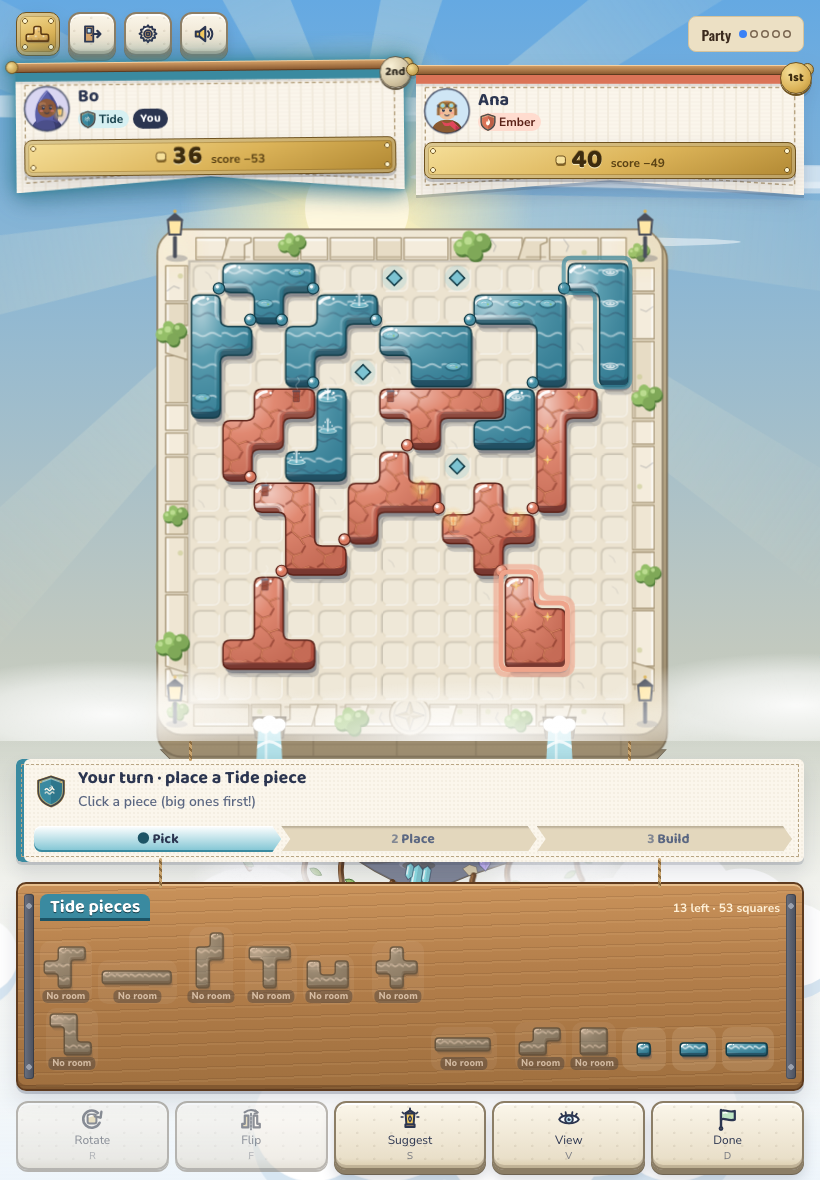 Party
2nd
1st
Bo
Tide You
36 score −53
Ana
Ember
40 score −49
Your turn · place a Tide piece
Click a piece (big ones first!)
Pick
2 Place
3 Build
Tide pieces
13 left · 53 squares
No room
No room
No room
No room
No room
No room
No room
No room
No room
No room
Rotate
R
Flip
F
Suggest
S
View
V
Done
D